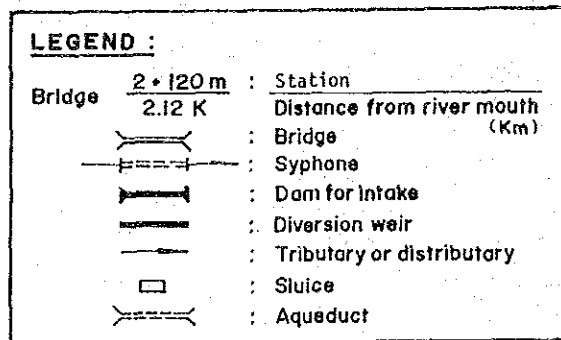 LEGEND :
Bridge 2 + 120 m : Station
2.12 K Distance from river mouth
(Km)
: Bridge
: Syphone
: Dam for Intake
: Diversion weir
: Tributary or distributary
: Sluice
: Aqueduct